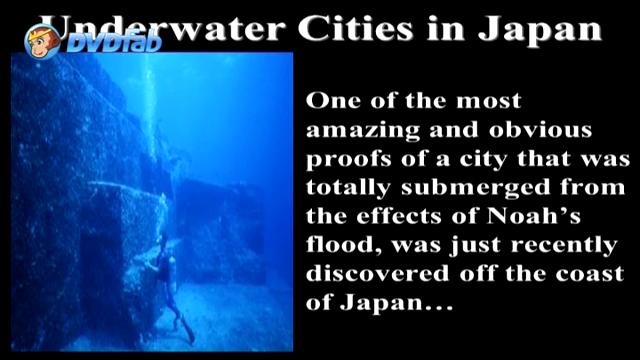 Underwater Cities in Japan
DVDfab
One of the most
amazing and obvious
proofs of a city that was
totally submerged from
the effects of Noah's
flood, was just recently
discovered off the coast
of Japan...